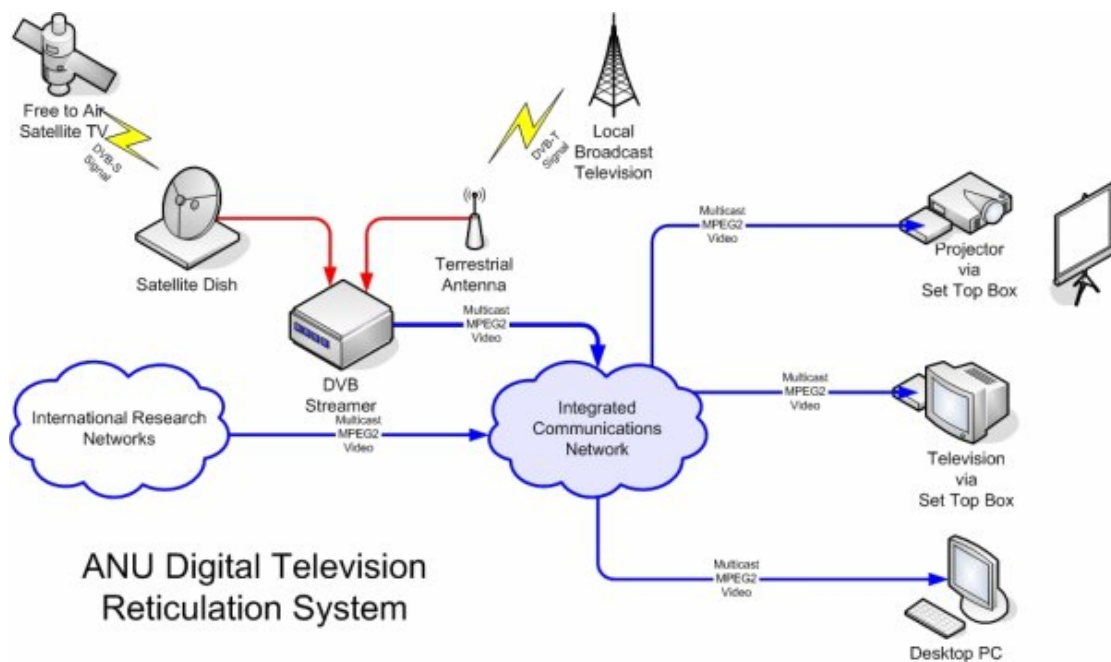 Free to Air
Satellite TV
DVB-S
Signal
DVB-T
Signal
Local
Broadcast
Television
Satellite Dish
Terrestrial
Antenna
Multicast
MPEG2
Video
Projector
via
Set Top Box
Multicast
MPEG2
Video
DVB
Streamer
International Research
Networks
Multicast
MPEG2
Video
Integrated
Communications
Network
Multicast
MPEG2
Video
Television
via
Set Top Box
ANU Digital Television
Reticulation System
Multicast
MPEG2
Video
Desktop PC